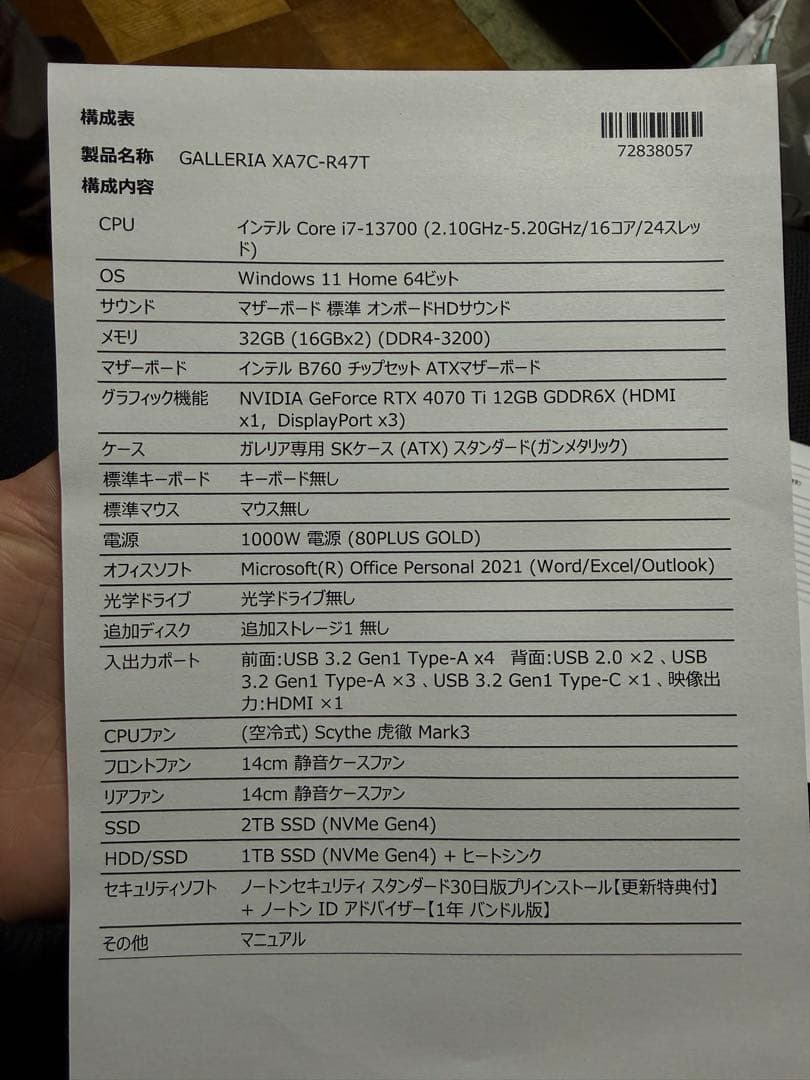 構成表
72838057
製品名称 GALLERIA XA7C-R47T
構成内容
CPU インテル Core i7-13700 (2.10GHz-5.20GHz/16コア/24スレッ
ド)
OS Windows 11 Home 64ビット
サウンド マザーボード 標準 オンボードHDサウンド
メモリ 32GB (16GBx2) (DDR4-3200)
マザーボード インテル B760 チップセット ATXマザーボード
グラフィック機能 NVIDIA GeForce RTX 4070 Ti 12GB GDDR6X (HDMI
x1, DisplayPort x3)
ケース ガレリア専用 SKケース (ATX) スタンダード(ガンメタリック)
標準キーボード キーボード無し
標準マウス マウス無し
電源 1000W 電源 (80PLUS GOLD)
オフィスソフト Microsoft(R) Office Personal 2021 (Word/Excel/Outlook)
光学ドライブ 光学ドライブ無し
追加ディスク 追加ストレージ1 無し
入出力ポート 前面:USB 3.2 Gen1 Type-A x4 背面:USB 2.0 ×2 、USB
3.2 Gen1 Type-A ×3 、USB 3.2 Gen1 Type-C ×1 、映像出
力:HDMI ×1
CPUファン (空冷式) Scythe 虎徹 Mark3
フロントファン 14cm 静音ケースファン
リアファン 14cm 静音ケースファン
SSD 2TB SSD (NVMe Gen4)
HDD/SSD 1TB SSD (NVMe Gen4) + ヒートシンク
セキュリティソフト ノートンセキュリティ スタンダード30日版プリインストール【更新特典付】
+ ノートン ID アドバイザー【1年 バンドル版】
その他 マニュアル